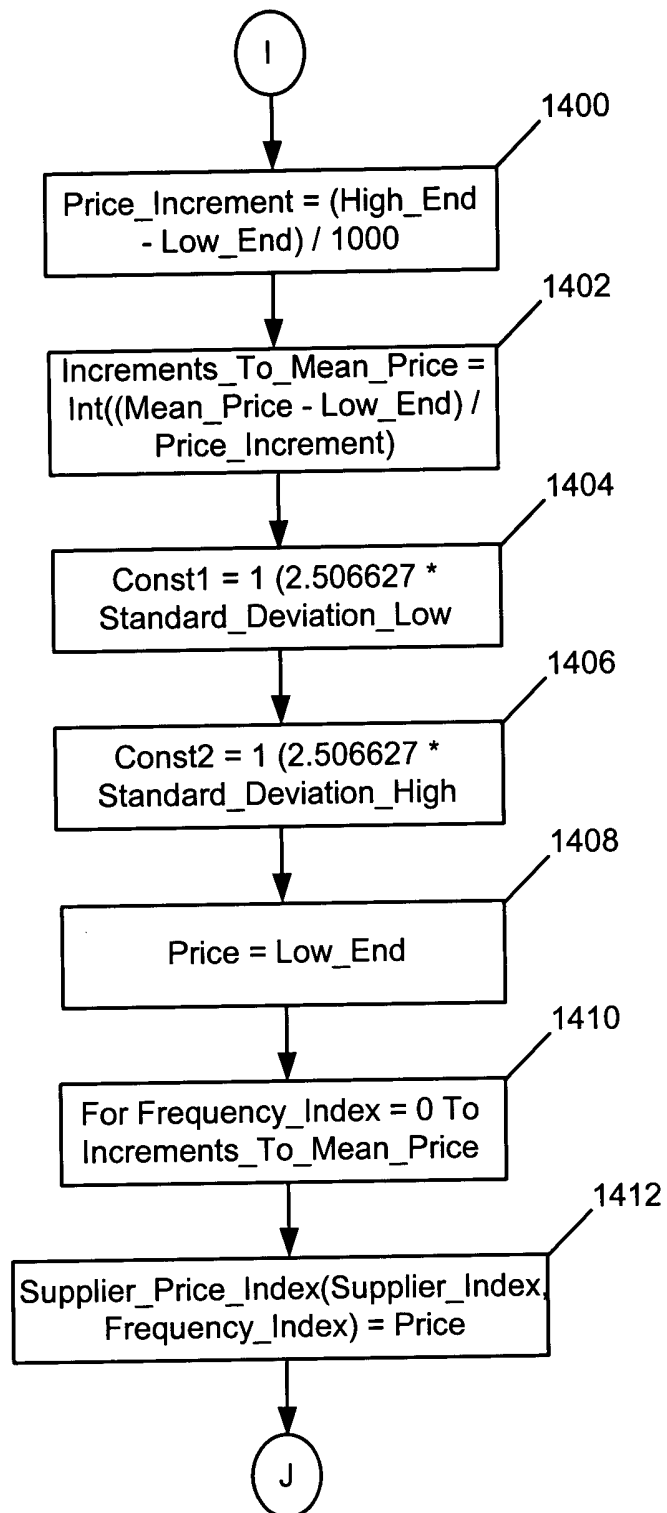 I
1400
Price_Increment = (High_End
- Low_End) / 1000
1402
Increments_To_Mean_Price =
Int((Mean_Price - Low_End) /
Price_Increment)
1404
Const1 = 1 (2.506627 *
Standard_Deviation_Low
1406
Const2 = 1 (2.506627 *
Standard_Deviation_High
1408
Price = Low_End
1410
For Frequency_Index = 0 To
Increments_To_Mean_Price
1412
Supplier_Price_Index(Supplier_Index,
Frequency_Index) = Price
J